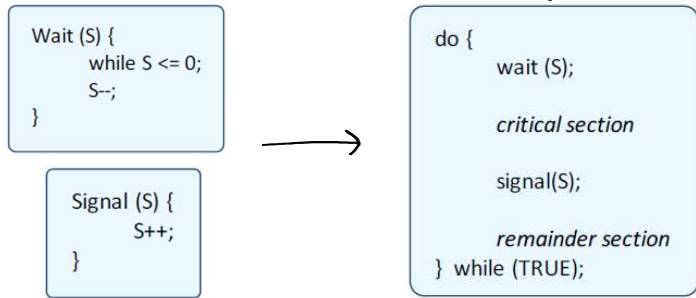 Wait (S) {
while S <= 0;
S--;
}
Signal (S) {
S++;
}
do {
wait (S);
critical section
signal(S);
remainder section
} while (TRUE);